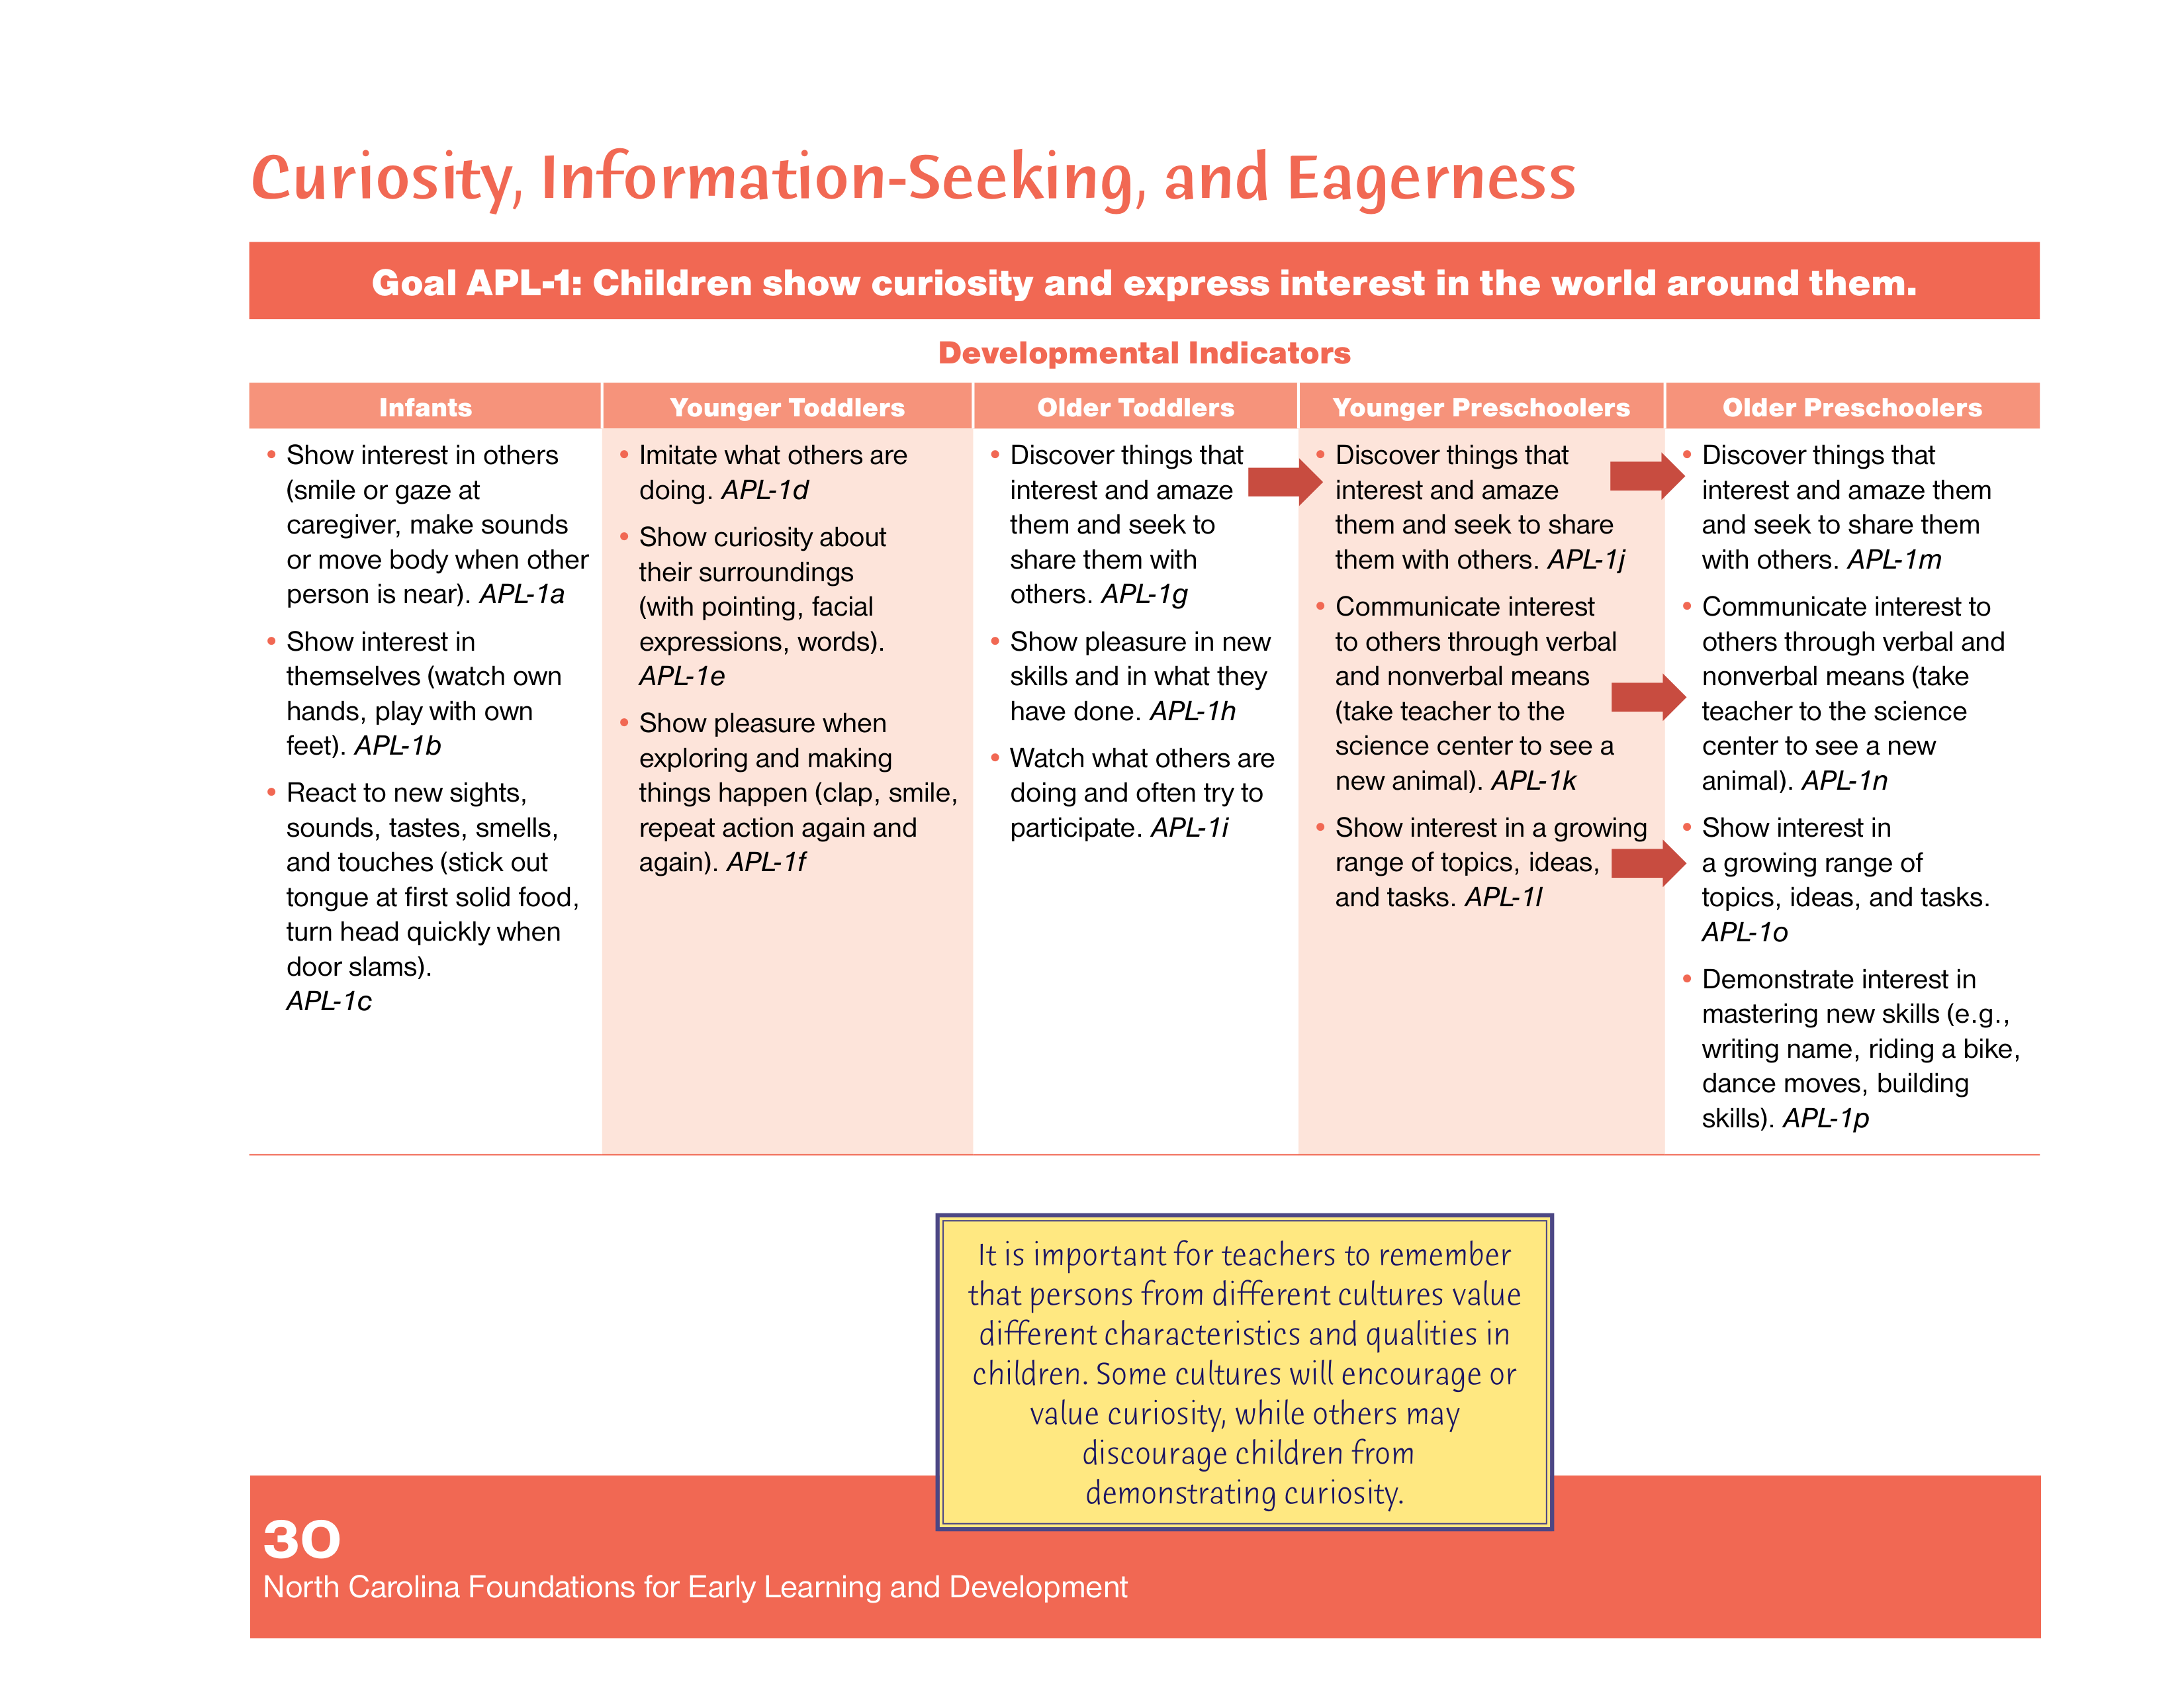 Curiosity, Information-Seeking, and Eagerness
Goal APL-1: Children show curiosity and express interest in the world around them.
Developmental Indicators
Infants
• Show interest in others
(smile or gaze at
caregiver, make sounds
or move body when other
person is near). APL-1a
• Show interest in
themselves (watch own
hands, play with own
feet). APL-1b
• React to new sights,
sounds, tastes, smells,
and touches (stick out
tongue at first solid food,
turn head quickly when
door slams).
APL-1c
Younger Toddlers
• Imitate what others are
doing. APL-1d
• Show curiosity about
their surroundings
(with pointing, facial
expressions, words).
APL-1e
• Show pleasure when
exploring and making
things happen (clap, smile,
repeat action again and
again). APL-1f
Older Toddlers
• Discover things that
interest and amaze
them and seek to
share them with
others. APL-1g
• Show pleasure in new
skills and in what they
have done. APL-1h
• Watch what others are
doing and often try to
participate. APL-1i
Younger Preschoolers
• Discover things that
interest and amaze
them and seek to share
them with others. APL-1j
• Communicate interest
to others through verbal
and nonverbal means
(take teacher to the
science center to see a
new animal). APL-1k
• Show interest in a growing
range of topics, ideas,
and tasks. APL-1l
Older Preschoolers
• Discover things that
interest and amaze them
and seek to share them
with others. APL-1m
• Communicate interest to
others through verbal and
nonverbal means (take
teacher to the science
center to see a new
animal). APL-1n
• Show interest in
a growing range of
topics, ideas, and tasks.
APL-1o
• Demonstrate interest in
mastering new skills (e.g.,
writing name, riding a bike,
dance moves, building
skills). APL-1p
It is important for teachers to remember
that persons from different cultures value
different characteristics and qualities in
children. Some cultures will encourage or
value curiosity, while others may
discourage children from
demonstrating curiosity.
30
North Carolina Foundations for Early Learning and Development